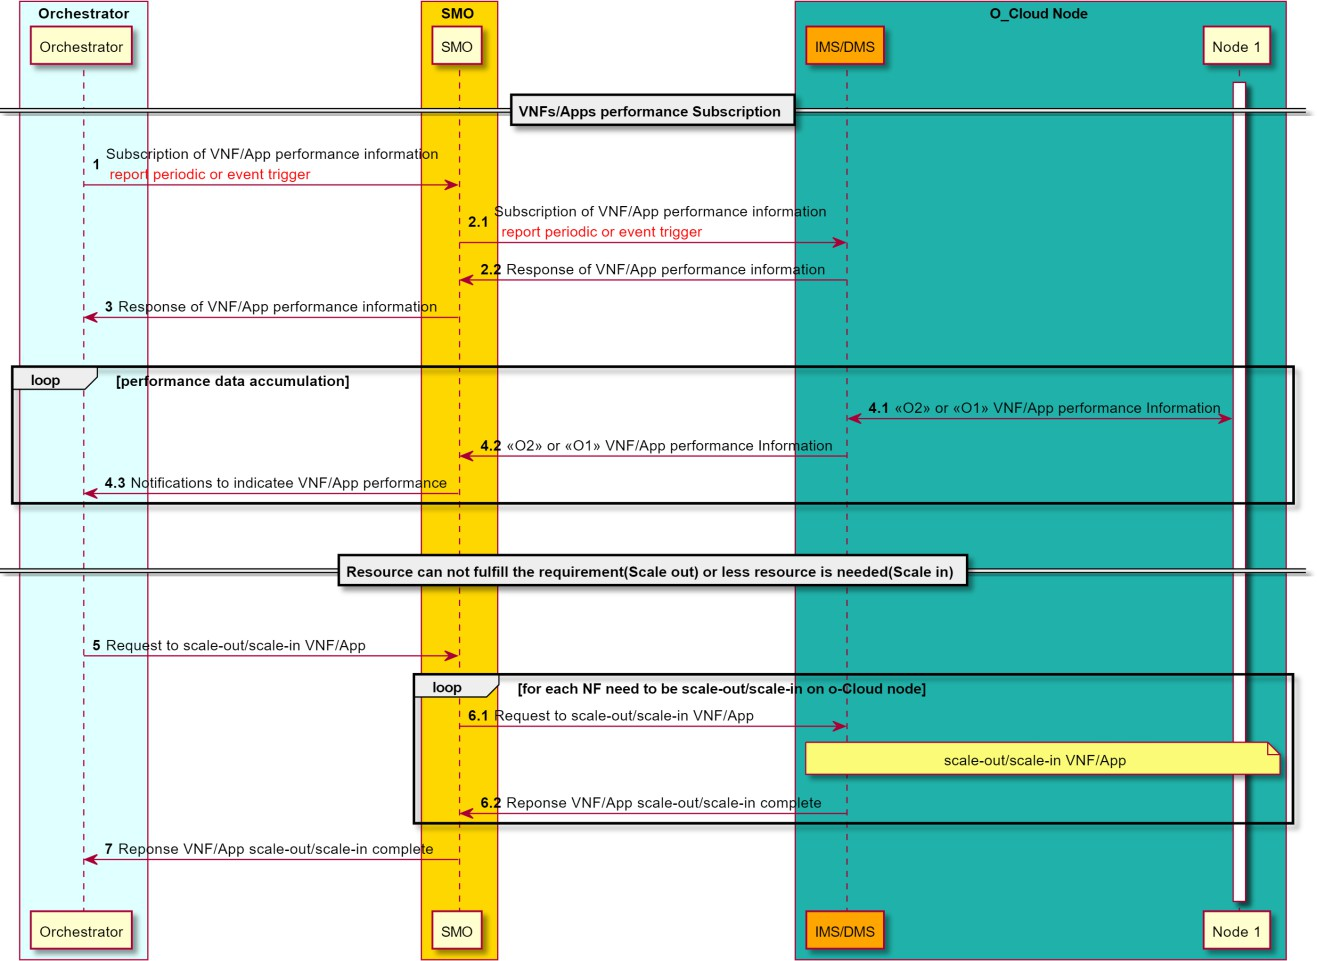 Orchestrator
SMO
O_Cloud Node
Orchestrator
SMO
IMS/DMS
Node 1
VNFs/Apps performance Subscription
1 Subscription of VNF/App performance information
report periodic or event trigger
2.1 Subscription of VNF/App performance information
report periodic or event trigger
2.2 Response of VNF/App performance information
3 Response of VNF/App performance information
loop [performance data accumulation]
4.1 «O2» or «O1» VNF/App performance Information
4.2 «O2» or «O1» VNF/App performance Information
4.3 Notifications to indicatee VNF/App performance
Resource can not fulfill the requirement(Scale out) or less resource is needed(Scale in)
5 Request to scale-out/scale-in VNF/App
loop [for each NF need to be scale-out/scale-in on o-Cloud node]
6.1 Request to scale-out/scale-in VNF/App
scale-out/scale-in VNF/App
6.2 Reponse VNF/App scale-out/scale-in complete
7 Reponse VNF/App scale-out/scale-in complete
Orchestrator
SMO
IMS/DMS
Node 1